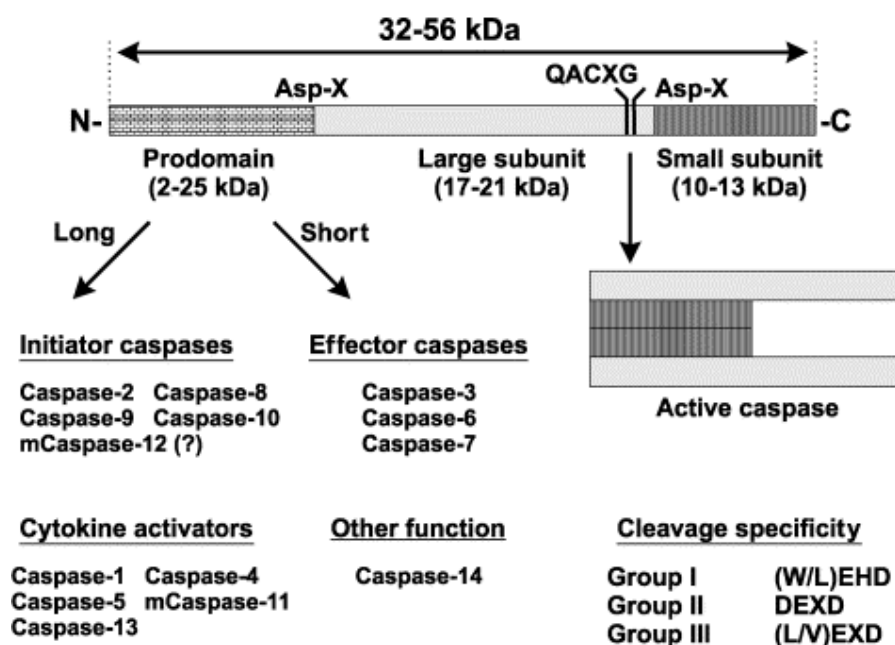 32-56 kDa
QACXG
Asp-X Asp-X
N- -C
Prodomain Large subunit Small subunit
(2-25 kDa) (17-21 kDa) (10-13 kDa)
Long Short
Initiator caspases Effector caspases
Caspase-2 Caspase-8 Caspase-3
Caspase-9 Caspase-10 Caspase-6
mCaspase-12 (?) Caspase-7
Active caspase
Cytokine activators Other function Cleavage specificity
Caspase-1 Caspase-4 Caspase-14 Group I (W/L)EHD
Caspase-5 mCaspase-11 Group II DEXD
Caspase-13 Group III (L/V)EXD